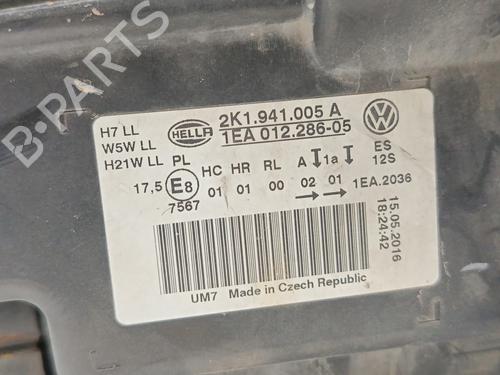 B-PARTS
H7 LL
W5W LL
H21W LL PL
HELLA
2K1.941.005 A
1EA 012.286-05
VW
ES
12S
17,5 E8
7567
HC HR RL A 1a
01 01 00 02 01
1EA.2036
15.05.2016
18:24:42
UM7 Made in Czech Republic